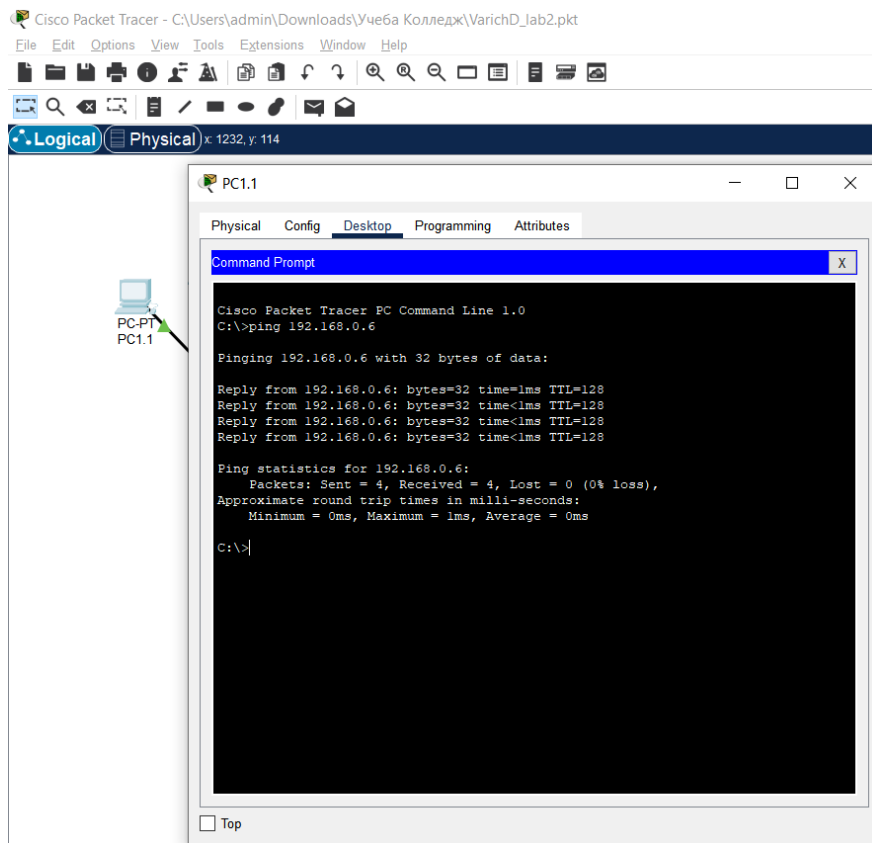 Cisco Packet Tracer - C:\Users\admin\Downloads\Учеба Колледж\VarichD_lab2.pkt
File Edit Options View Tools Extensions Window Help
Logical Physical x: 1232, y: 114
PC1.1
Physical Config Desktop Programming Attributes
Command Prompt X
Cisco Packet Tracer PC Command Line 1.0
C:\>ping 192.168.0.6
Pinging 192.168.0.6 with 32 bytes of data:
Reply from 192.168.0.6: bytes=32 time=1ms TTL=128
Reply from 192.168.0.6: bytes=32 time<1ms TTL=128
Reply from 192.168.0.6: bytes=32 time<1ms TTL=128
Reply from 192.168.0.6: bytes=32 time<1ms TTL=128
Ping statistics for 192.168.0.6:
Packets: Sent = 4, Received = 4, Lost = 0 (0% loss),
Approximate round trip times in milli-seconds:
Minimum = 0ms, Maximum = 1ms, Average = 0ms
C:\>
PC-PT
PC1.1
Top